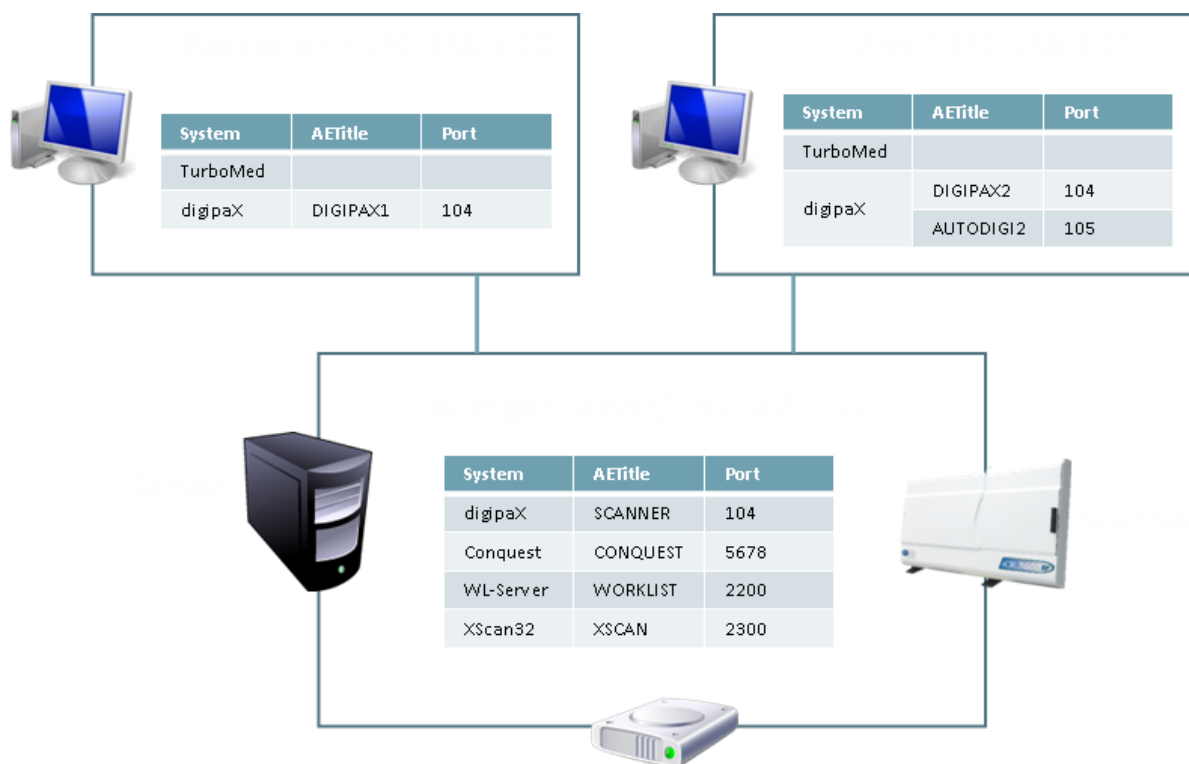 System AETitle Port
TurboMed
digipaX DIGIPAX1 104
System AETitle Port
TurboMed
digipaX
DIGIPAX2 104
AUTODIGI2 105
System AETitle Port
digipaX SCANNER 104
Conquest CONQUEST 5678
WL-Server WORKLIST 2200
XScan32 XSCAN 2300